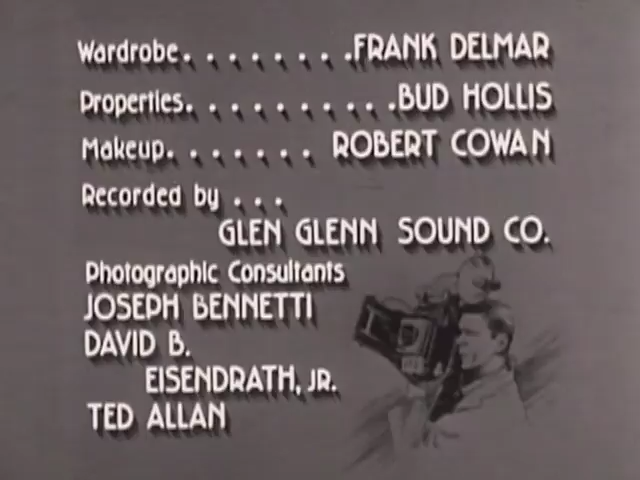 Wardrobe. . . . . . . .FRANK DELMAR
Properties. . . . . . . . . .BUD HOLLIS
Makeup. . . . . . . ROBERT COWAN
Recorded by . . .
GLEN GLENN SOUND CO.
Photographic Consultants
JOSEPH BENNETTI
DAVID B.
EISENDRATH, JR.
TED ALLAN